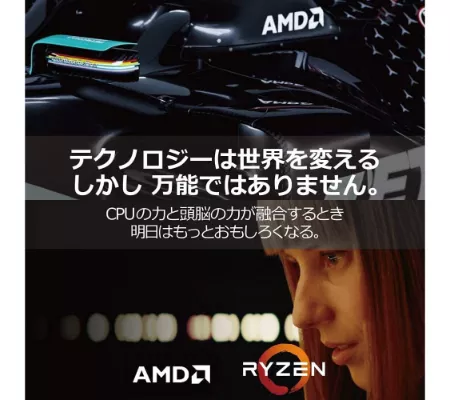 AMD
AMD
テクノロジーは世界を変える
しかし 万能ではありません。
CPUの力と頭脳の力が融合するとき
明日はもっとおもしろくなる。
AMD
RYZEN